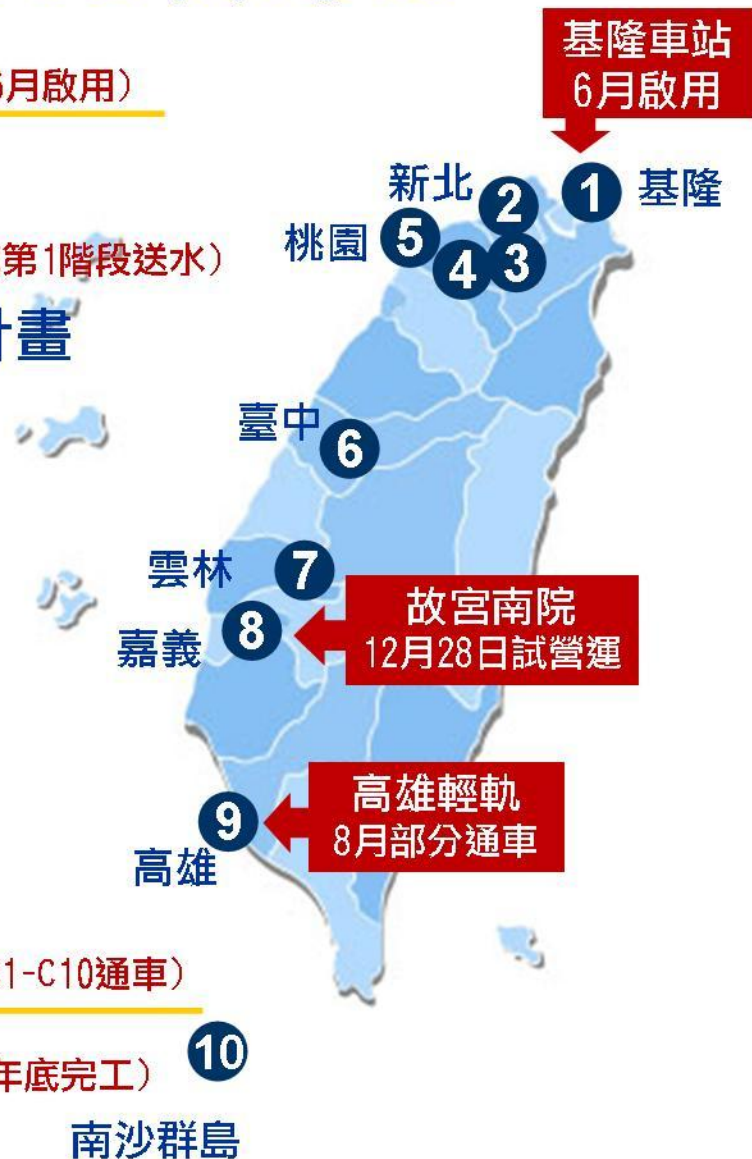 基隆車站
6月啟用
月啟用）
新北
2
1
基隆
桃園
5
4
3
第1階段送水）
計畫
臺中
6
雲林
7
故宮南院
12月28日試營運
嘉義
8
高雄輕軌
8月部分通車
9
高雄
1-C10通車）
10
年底完工）
南沙群島